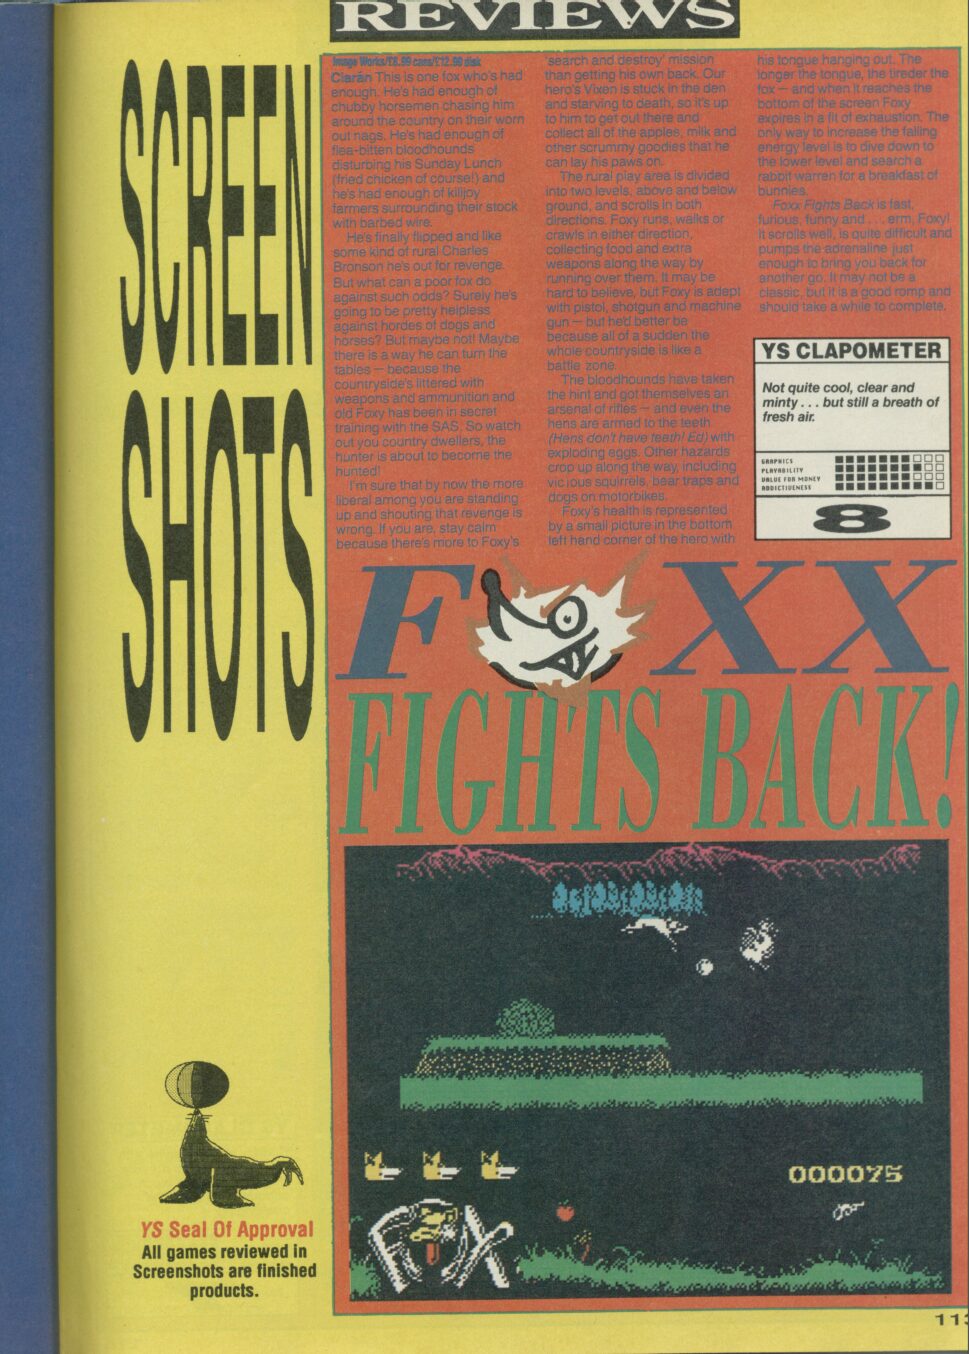 REVIEWS
SCREEN
SHOTS
Image Works/£8.99 cass/£12.99 disk
Ciarán This is one fox who's had
enough. He's had enough of
chubby horsemen chasing him
around the country on their worn
out nags. He's had enough of
flea-bitten bloodhounds
disturbing his Sunday Lunch
(fried chicken of course!) and
he's had enough of killjoy
farmers surrounding their stock
with barbed wire.
He's finally flipped and like
some kind of rural Charles
Bronson he's out for revenge.
But what can a poor fox do
against such odds? Surely he's
going to be pretty helpless
against hordes of dogs and
horses? But maybe not! Maybe
there is a way he can turn the
tables — because the
countryside's littered with
weapons and ammunition and
old Foxy has been in secret
training with the SAS. So watch
out you country dwellers, the
hunter is about to become the
hunted!
I'm sure that by now the more
liberal among you are standing
up and shouting that revenge is
wrong. If you are, stay calm
because there's more to Foxy's
'search and destroy' mission
than getting his own back. Our
hero's Vixen is stuck in the den
and starving to death, so it's up
to him to get out there and
collect all of the apples, milk and
other scrummy goodies that he
can lay his paws on.
The rural play area is divided
into two levels, above and below
ground, and scrolls in both
directions. Foxy runs, walks or
crawls in either direction,
collecting food and extra
weapons along the way by
running over them. It may be
hard to believe, but Foxy is adept
with pistol, shotgun and machine
gun — but he'd better be
because all of a sudden the
whole countryside is like a
battle zone.
The bloodhounds have taken
the hint and got themselves an
arsenal of rifles — and even the
hens are armed to the teeth
(Hens don't have teeth! Ed) with
exploding eggs. Other hazards
crop up along the way, including
vicious squirrels, bear traps and
dogs on motorbikes.
Foxy's health is represented
by a small picture in the bottom
left hand corner of the hero with
his tongue hanging out. The
longer the tongue, the tireder the
fox — and when it reaches the
bottom of the screen Foxy
expires in a fit of exhaustion. The
only way to increase the falling
energy level is to dive down to
the lower level and search a
rabbit warren for a breakfast of
bunnies.
Foxx Fights Back is fast,
furious, funny and . . . erm, Foxy!
It scrolls well, is quite difficult and
pumps the adrenaline just
enough to bring you back for
another go. It may not be a
classic, but it is a good romp and
should take a while to complete.
YS CLAPOMETER
Not quite cool, clear and
minty . . . but still a breath of
fresh air.
GRAPHICS
PLAYABILITY
VALUE FOR MONEY
ADDICTIVENESS
8
FOXX
FIGHTS BACK!
000075
FOX
YS Seal Of Approval
All games reviewed in
Screenshots are finished
products.
113